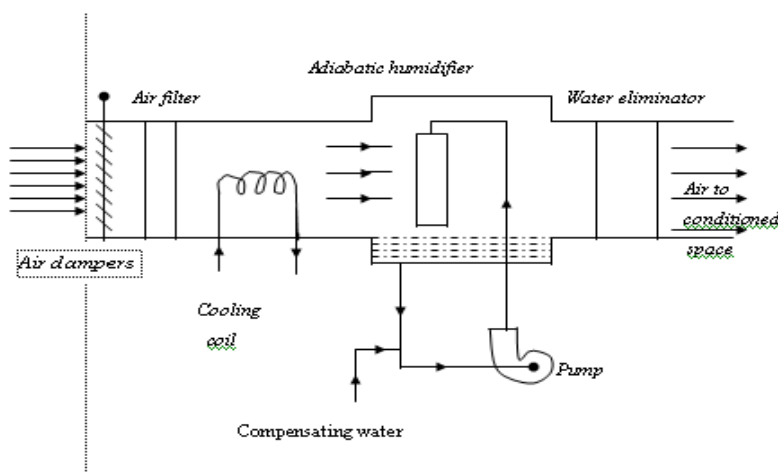 Adiabatic humidifier
Air filter
Water eliminator
Air to
conditioned
space
Air dampers
Cooling
coil
Pump
Compensating water